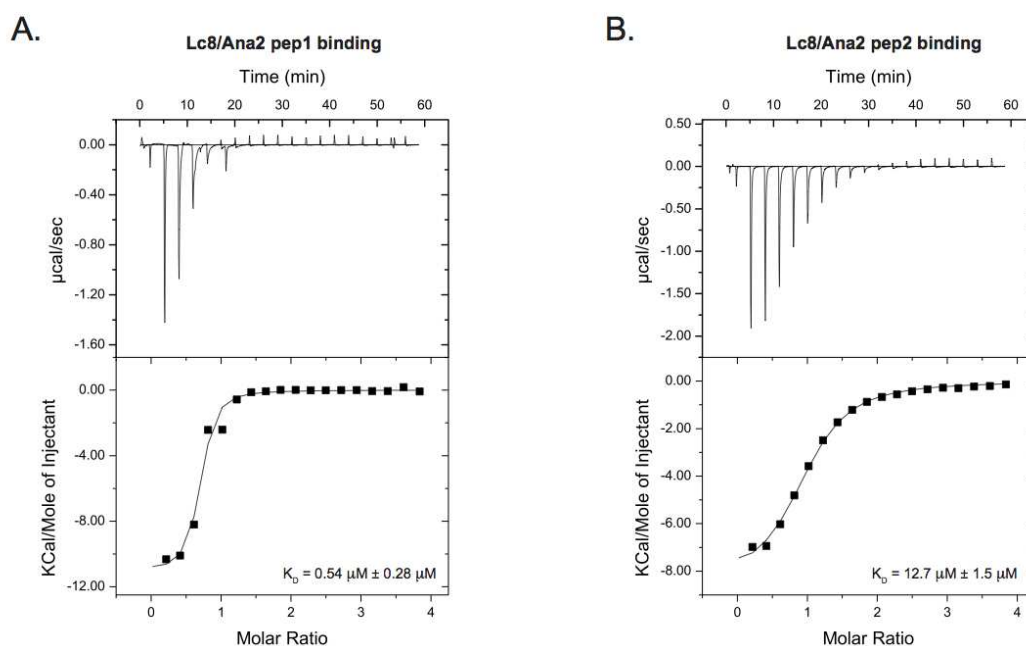 A.
Lc8/Ana2 pep1 binding
Time (min)
0 10 20 30 40 50 60
0.00
-0.40
-0.80
-1.20
-1.60
µcal/sec
0.00
-4.00
-8.00
-12.00
KCal/Mole of Injectant
K_D = 0.54 µM ± 0.28 µM
0 1 2 3 4
Molar Ratio
B.
Lc8/Ana2 pep2 binding
Time (min)
0 10 20 30 40 50 60
0.50
0.00
-0.50
-1.00
-1.50
-2.00
µcal/sec
0.00
-2.00
-4.00
-6.00
-8.00
KCal/Mole of Injectant
K_D = 12.7 µM ± 1.5 µM
0 1 2 3 4
Molar Ratio